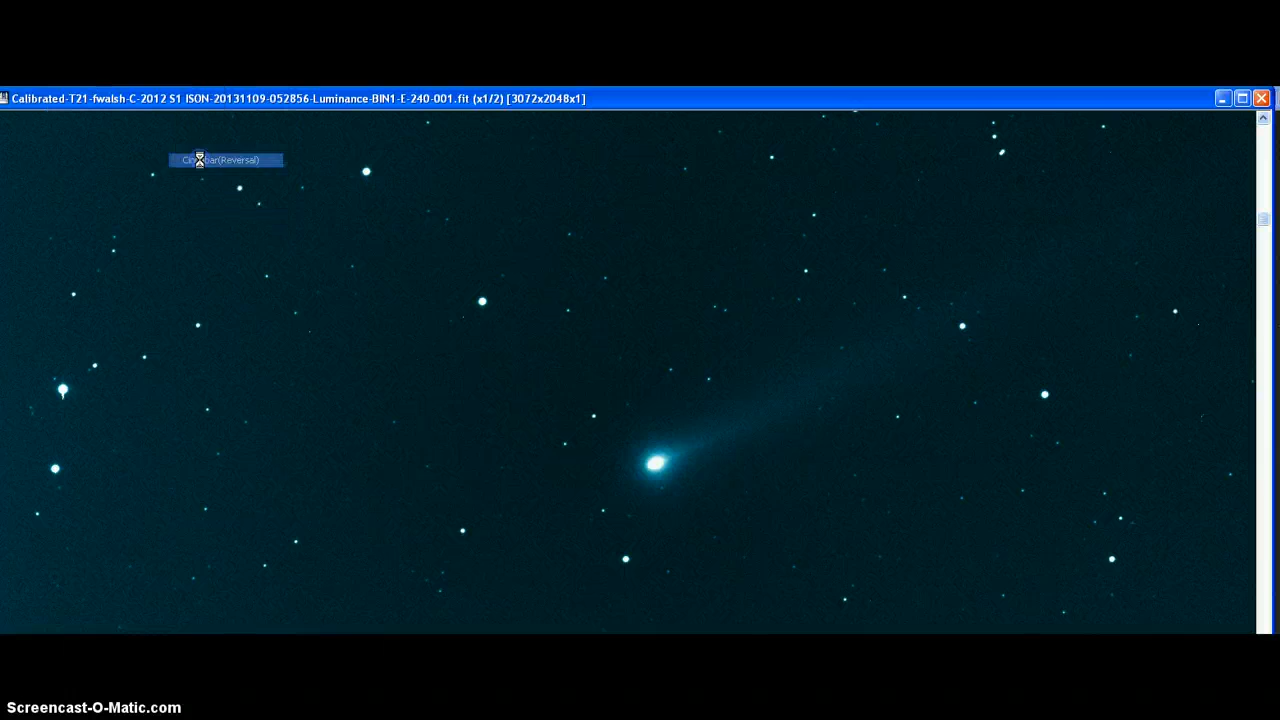 Calibrated-T21-fwalsh-C-2012 S1 ISON-20131109-052856-Luminance-BIN1-E-240-001.fit (x1/2) [3072x2048x1]
(Reversal)
Screencast-O-Matic.com